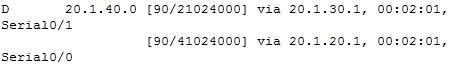 D 20.1.40.0 [90/21024000] via 20.1.30.1, 00:02:01,
Serial0/1
[90/41024000] via 20.1.20.1, 00:02:01,
Serial0/0